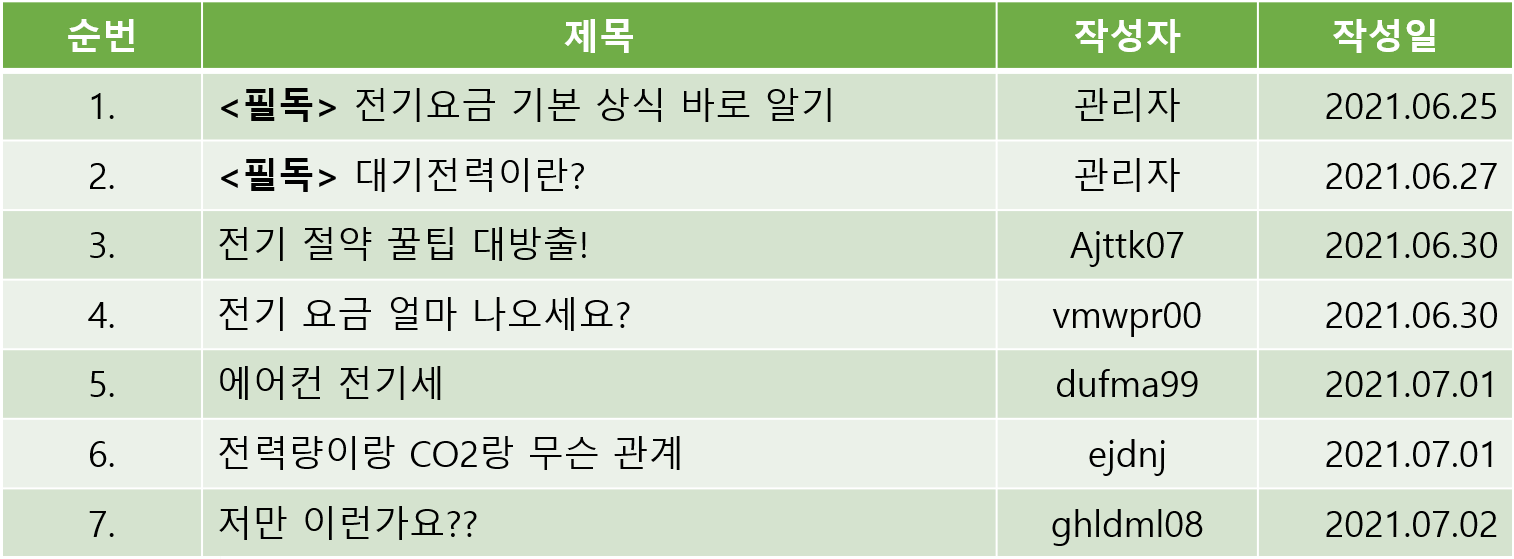 순번 제목 작성자 작성일
1. <필독> 전기요금 기본 상식 바로 알기 관리자 2021.06.25
2. <필독> 대기전력이란? 관리자 2021.06.27
3. 전기 절약 꿀팁 대방출! Ajttk07 2021.06.30
4. 전기 요금 얼마 나오세요? vmwpr00 2021.06.30
5. 에어컨 전기세 dufma99 2021.07.01
6. 전력량이랑 CO2랑 무슨 관계 ejdnj 2021.07.01
7. 저만 이런가요?? ghldml08 2021.07.02